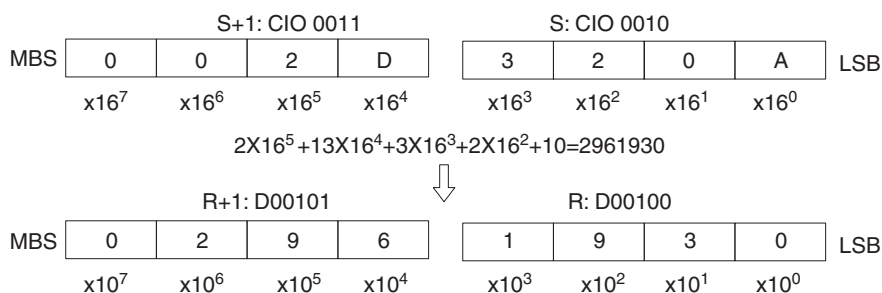 S+1: CIO 0011 S: CIO 0010
MBS 0 0 2 D 3 2 0 A LSB
x16⁷ x16⁶ x16⁵ x16⁴ x16³ x16² x16¹ x16⁰
2X16⁵+13X16⁴+3X16³+2X16²+10=2961930
R+1: D00101 R: D00100
MBS 0 2 9 6 1 9 3 0 LSB
x10⁷ x10⁶ x10⁵ x10⁴ x10³ x10² x10¹ x10⁰